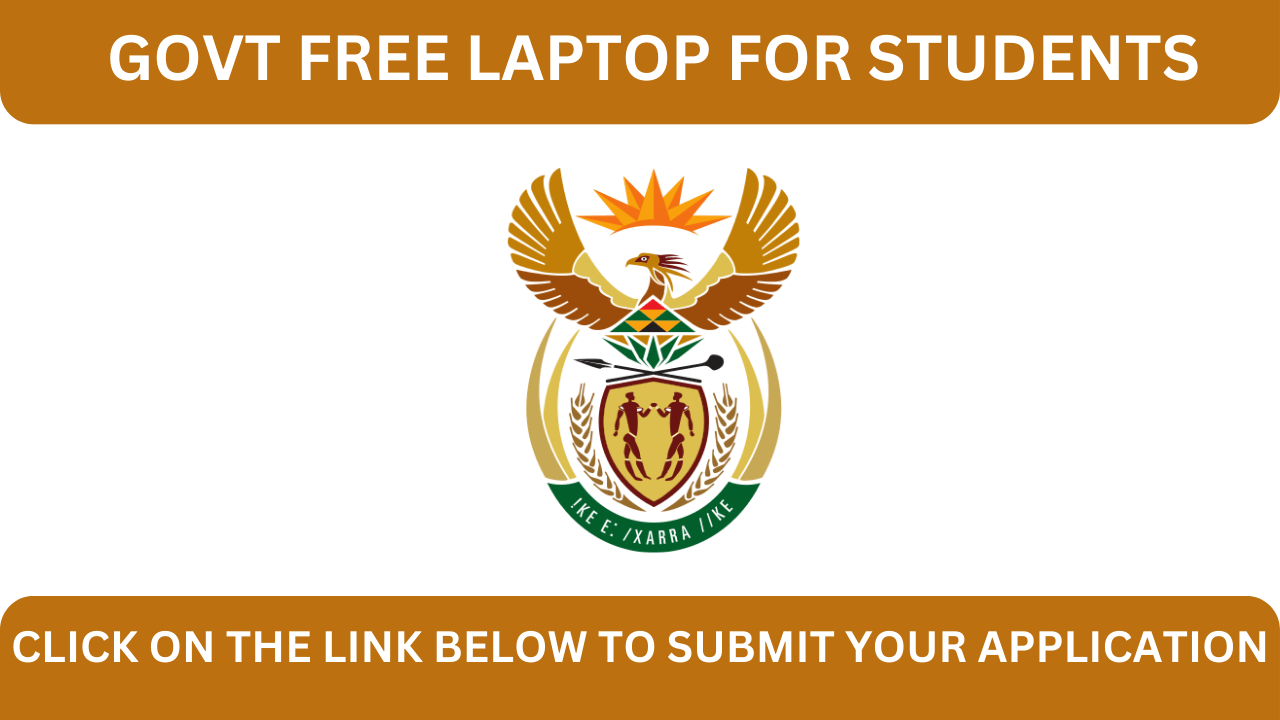 GOVT FREE LAPTOP FOR STUDENTS
!KE E: /XARRA //KE
CLICK ON THE LINK BELOW TO SUBMIT YOUR APPLICATION